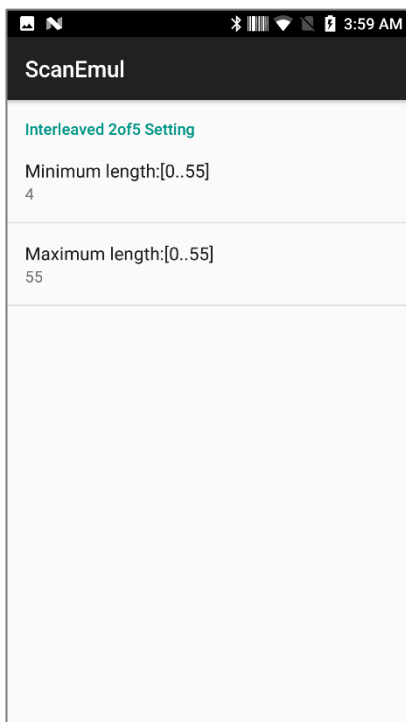 3:59 AM
ScanEmul
Interleaved 2of5 Setting
Minimum length:[0..55]
4
Maximum length:[0..55]
55